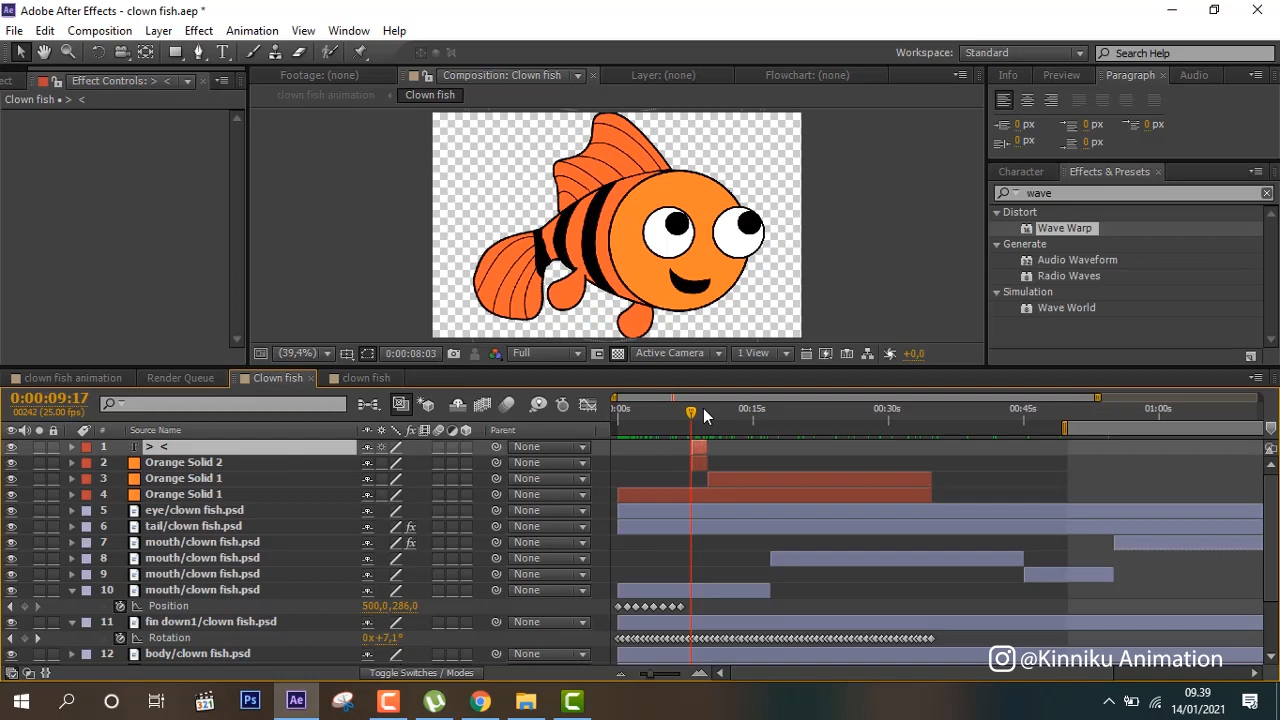 Ae Adobe After Effects - clown fish.aep *
File Edit Composition Layer Effect Animation View Window Help
Workspace: Standard Search Help
ect Effect Controls: > <
Footage: (none) Composition: Clown fish Layer: (none) Flowchart: (none)
Info Preview Paragraph Audio
Clown fish • > <
clown fish animation Clown fish
0 px 0 px 0 px
0 px 0 px
Character Effects & Presets
wave
Distort
Wave Warp
Generate
Audio Waveform
Radio Waves
Simulation
Wave World
(39,4%) 0:00:08:03 Full Active Camera 1 View +0,0
clown fish animation Render Queue Clown fish clown fish
0:00:09:17
00242 (25.00 fps)
0:00s 00:15s 00:30s 00:45s 01:00s
# Source Name fx Parent
1 T > < None
2 Orange Solid 2 None
3 Orange Solid 1 None
4 Orange Solid 1 None
5 eye/clown fish.psd None
6 tail/clown fish.psd fx None
7 mouth/clown fish.psd fx None
8 mouth/clown fish.psd None
9 mouth/clown fish.psd None
10 mouth/clown fish.psd None
Position 500,0,286,0
11 fin down1/clown fish.psd None
Rotation 0x+7,1°
12 body/clown fish.psd None
Toggle Switches / Modes
@Kinniku Animation
321 Ps Ae C C
09.39
14/01/2021